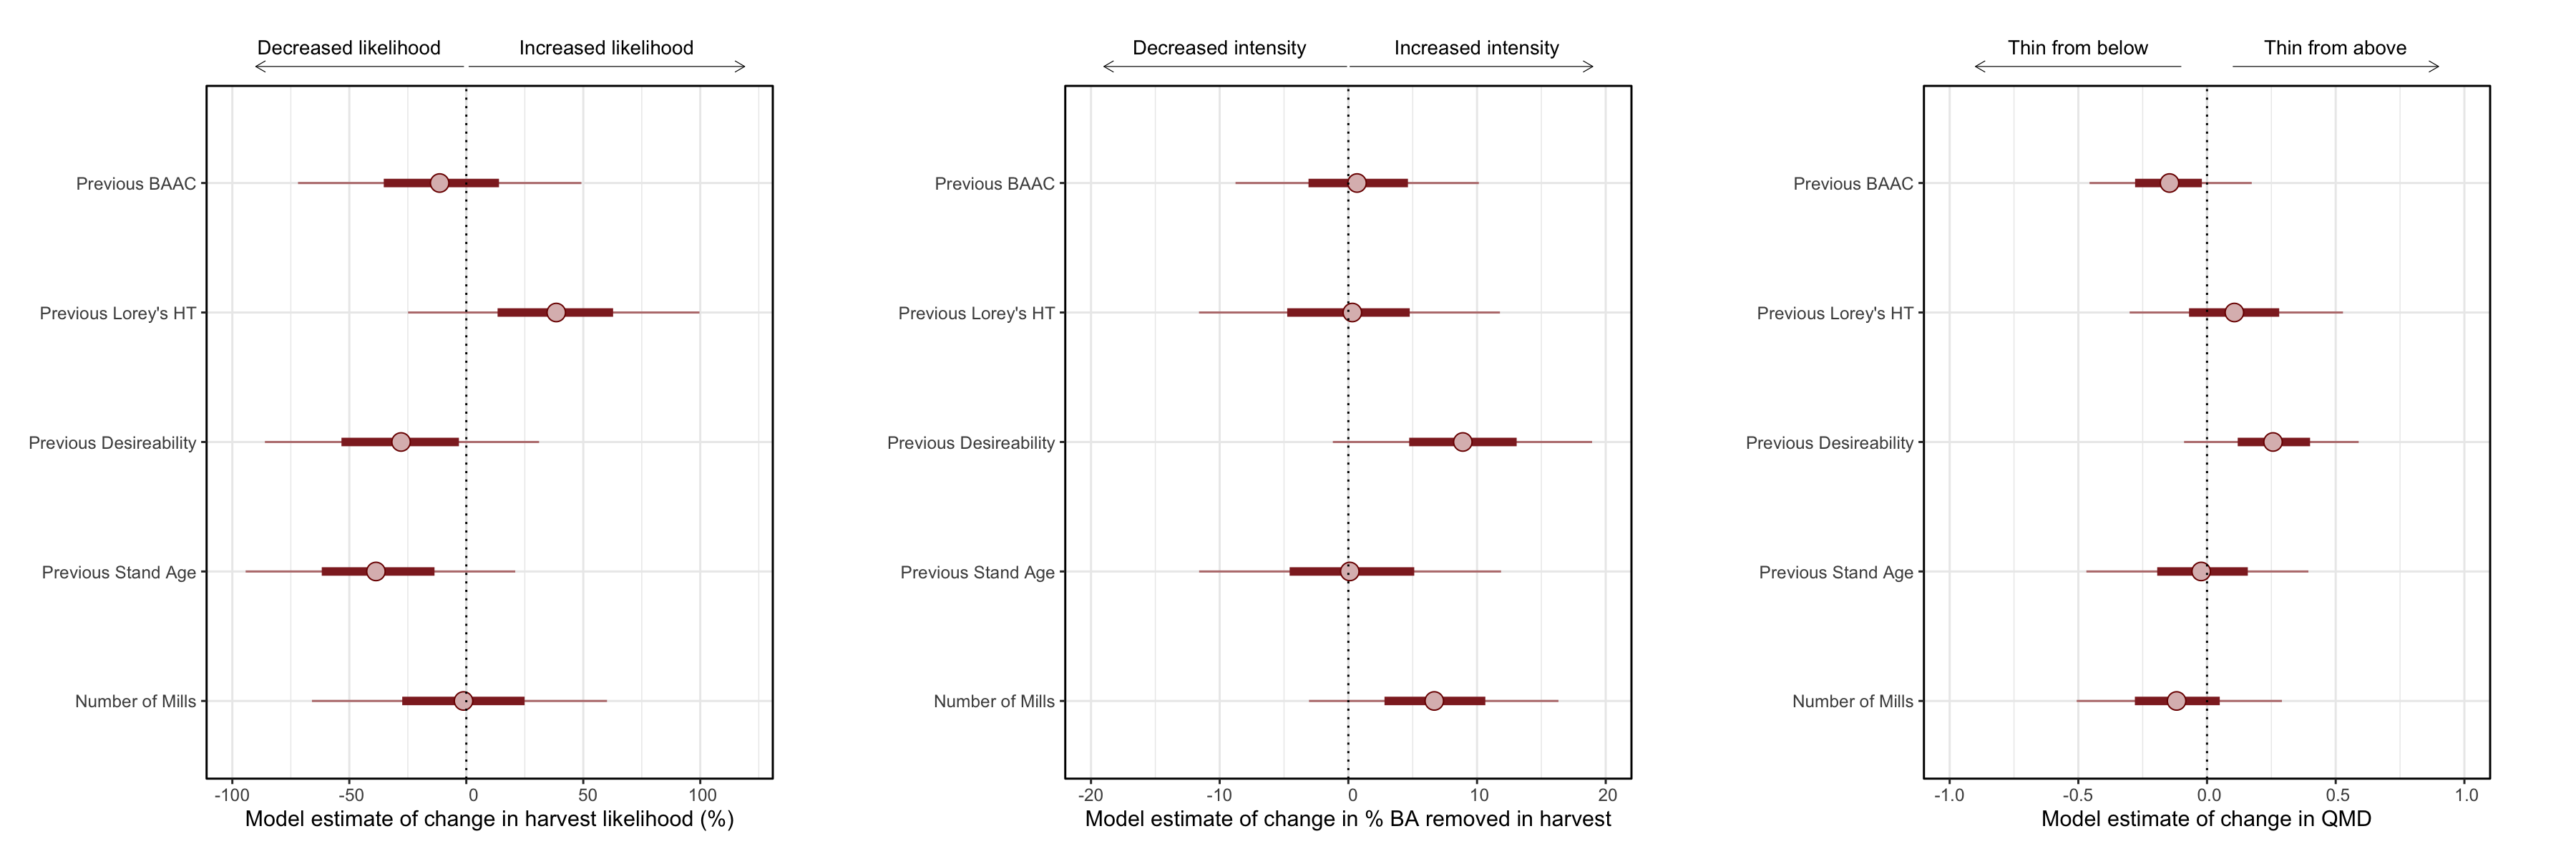 Decreased likelihood Increased likelihood
Previous BAAC
Previous Lorey's HT
Previous Desireability
Previous Stand Age
Number of Mills
-100 -50 0 50 100
Model estimate of change in harvest likelihood (%)
Decreased intensity Increased intensity
Previous BAAC
Previous Lorey's HT
Previous Desireability
Previous Stand Age
Number of Mills
-20 -10 0 10 20
Model estimate of change in % BA removed in harvest
Thin from below Thin from above
Previous BAAC
Previous Lorey's HT
Previous Desireability
Previous Stand Age
Number of Mills
-1.0 -0.5 0.0 0.5 1.0
Model estimate of change in QMD